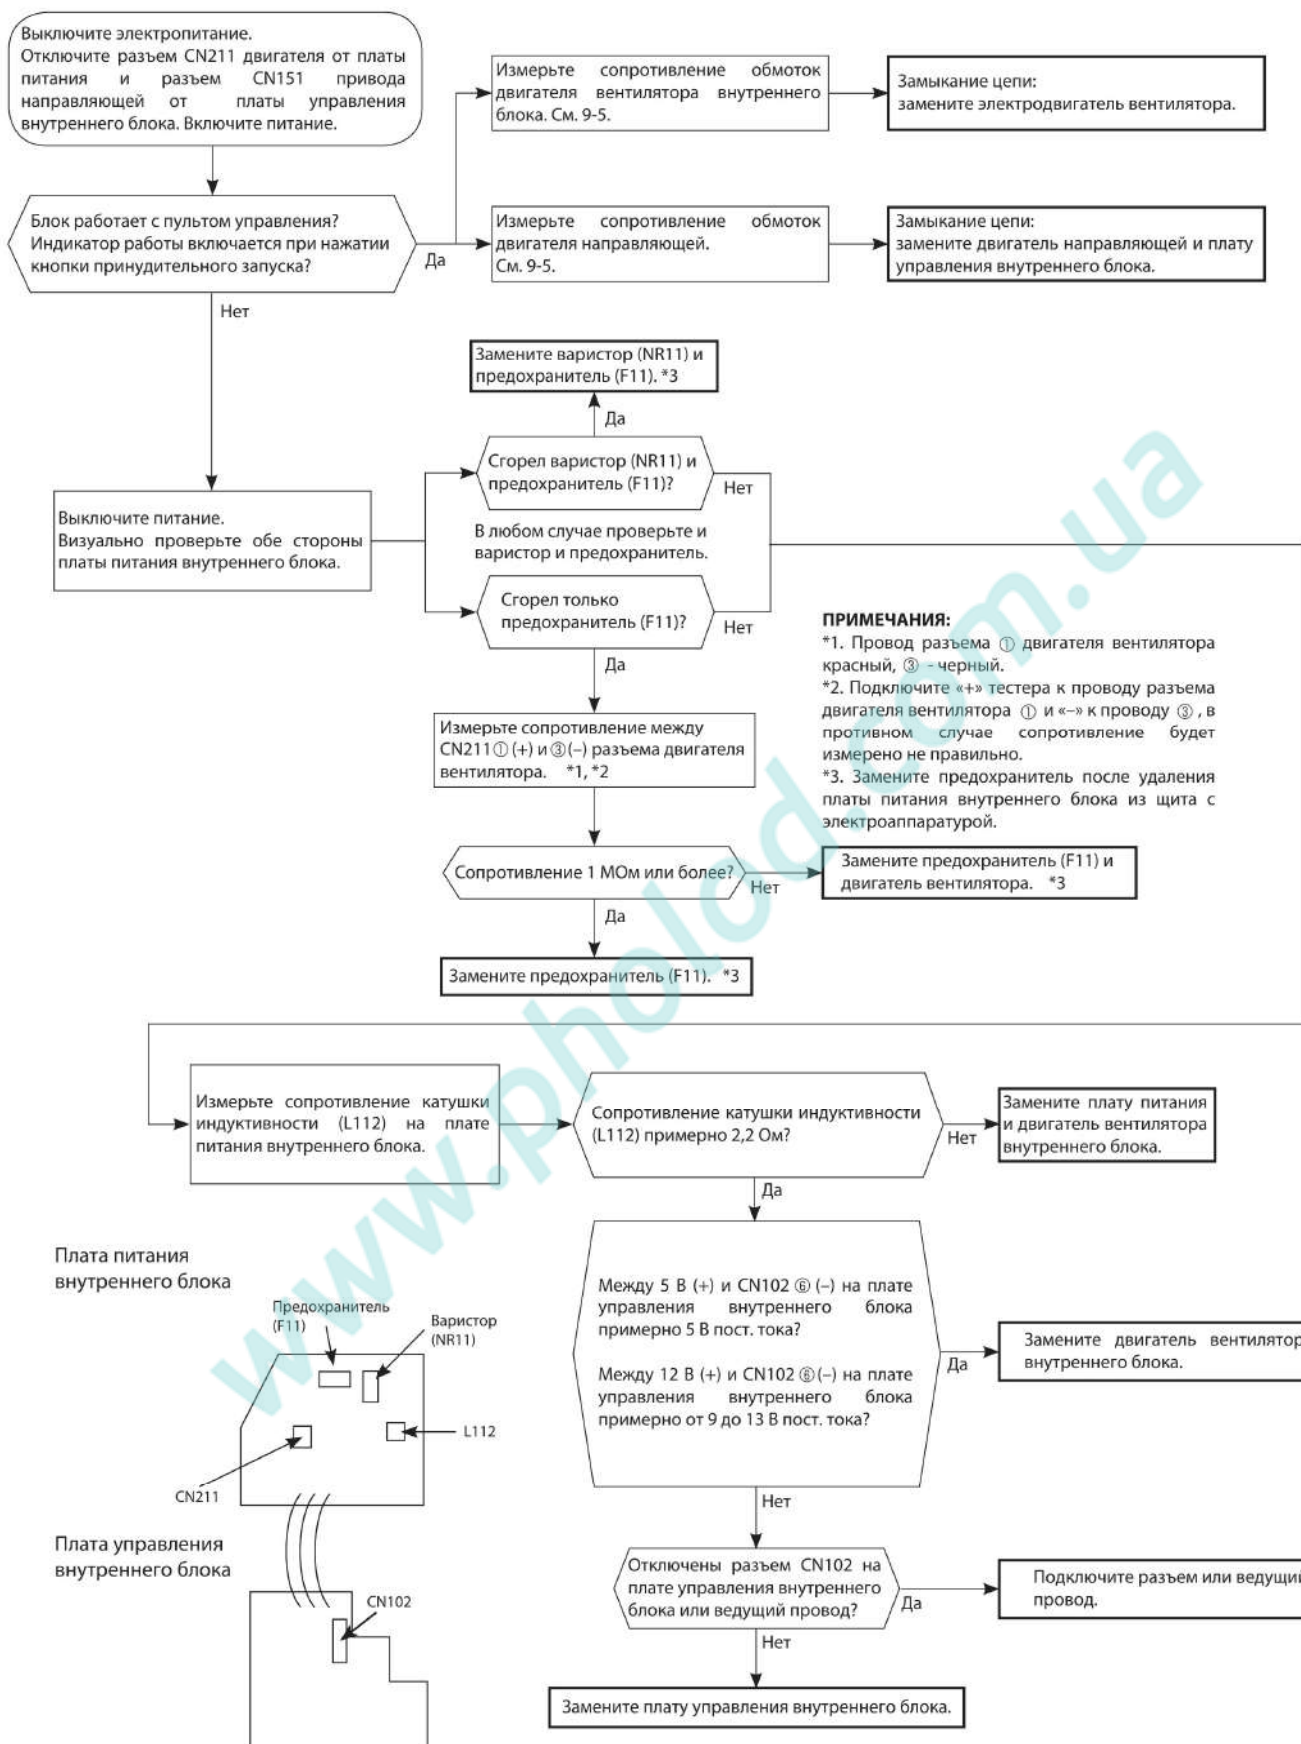 Выключите электропитание.
Отключите разъем CN211 двигателя от платы
питания и разъем CN151 привода
направляющей от платы управления
внутреннего блока. Включите питание.
Измерьте сопротивление обмоток
двигателя вентилятора внутреннего
блока. См. 9-5.
Замыкание цепи:
замените электродвигатель вентилятора.
Блок работает с пультом управления?
Индикатор работы включается при нажатии
кнопки принудительного запуска?
Да
Измерьте сопротивление обмоток
двигателя направляющей.
См. 9-5.
Замыкание цепи:
замените двигатель направляющей и плату
управления внутреннего блока.
Нет
Замените варистор (NR11) и
предохранитель (F11). *3
Да
Сгорел варистор (NR11) и
предохранитель (F11)?
Нет
Выключите питание.
Визуально проверьте обе стороны
платы питания внутреннего блока.
В любом случае проверьте и
варистор и предохранитель.
Сгорел только
предохранитель (F11)?
Нет
Да
ПРИМЕЧАНИЯ:
*1. Провод разъема ① двигателя вентилятора
красный, ③ - черный.
*2. Подключите «+» тестера к проводу разъема
двигателя вентилятора ① и «–» к проводу ③ , в
противном случае сопротивление будет
измерено не правильно.
*3. Замените предохранитель после удаления
платы питания внутреннего блока из щита с
электроаппаратурой.
Измерьте сопротивление между
CN211 ① (+) и ③ (–) разъема двигателя
вентилятора. *1, *2
Сопротивление 1 МОм или более?
Нет
Замените предохранитель (F11) и
двигатель вентилятора. *3
Да
Замените предохранитель (F11). *3
Измерьте сопротивление катушки
индуктивности (L112) на плате
питания внутреннего блока.
Сопротивление катушки индуктивности
(L112) примерно 2,2 Ом?
Нет
Замените плату питания
и двигатель вентилятора
внутреннего блока.
Да
Между 5 В (+) и CN102 ⑥ (–) на плате
управления внутреннего блока
примерно 5 В пост. тока?
Между 12 В (+) и CN102 ⑥ (–) на плате
управления внутреннего блока
примерно от 9 до 13 В пост. тока?
Да
Замените двигатель вентилятор
внутреннего блока.
Нет
Отключены разъем CN102 на
плате управления внутреннего
блока или ведущий провод?
Да
Подключите разъем или ведущий
провод.
Нет
Замените плату управления внутреннего блока.
Плата питания
внутреннего блока
Предохранитель
(F11)
Варистор
(NR11)
L112
CN211
Плата управления
внутреннего блока
CN102
www.pholod.com.ua